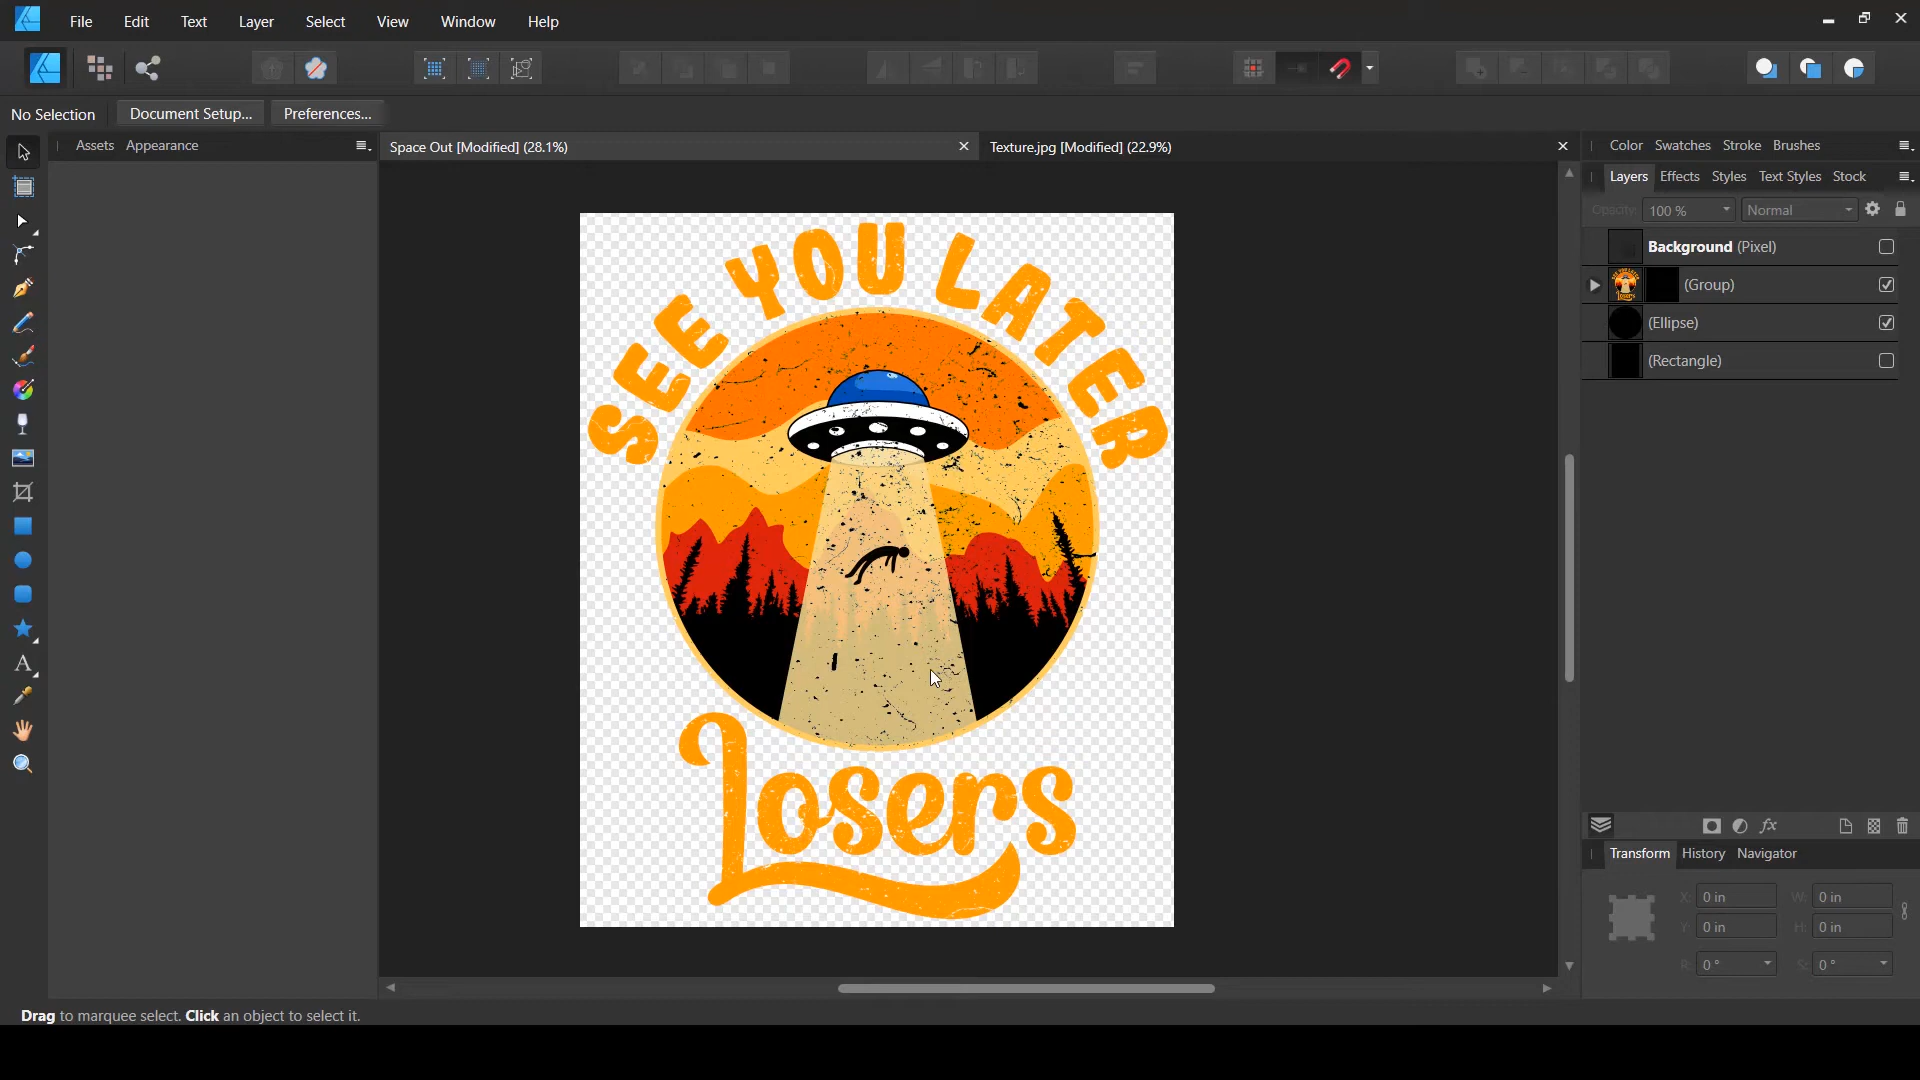 File Edit Text Layer Select View Window Help
No Selection Document Setup... Preferences...
Assets Appearance
Space Out [Modified] (28.1%)
Texture.jpg [Modified] (22.9%)
Color Swatches Stroke Brushes
Layers Effects Styles Text Styles Stock
Opacity: 100 % Normal
Background (Pixel)
(Group)
(Ellipse)
(Rectangle)
SEE YOU LATER
Losers
fx
Transform History Navigator
X: 0 in W: 0 in
Y: 0 in H: 0 in
R: 0 ° S: 0 °
Drag to marquee select. Click an object to select it.